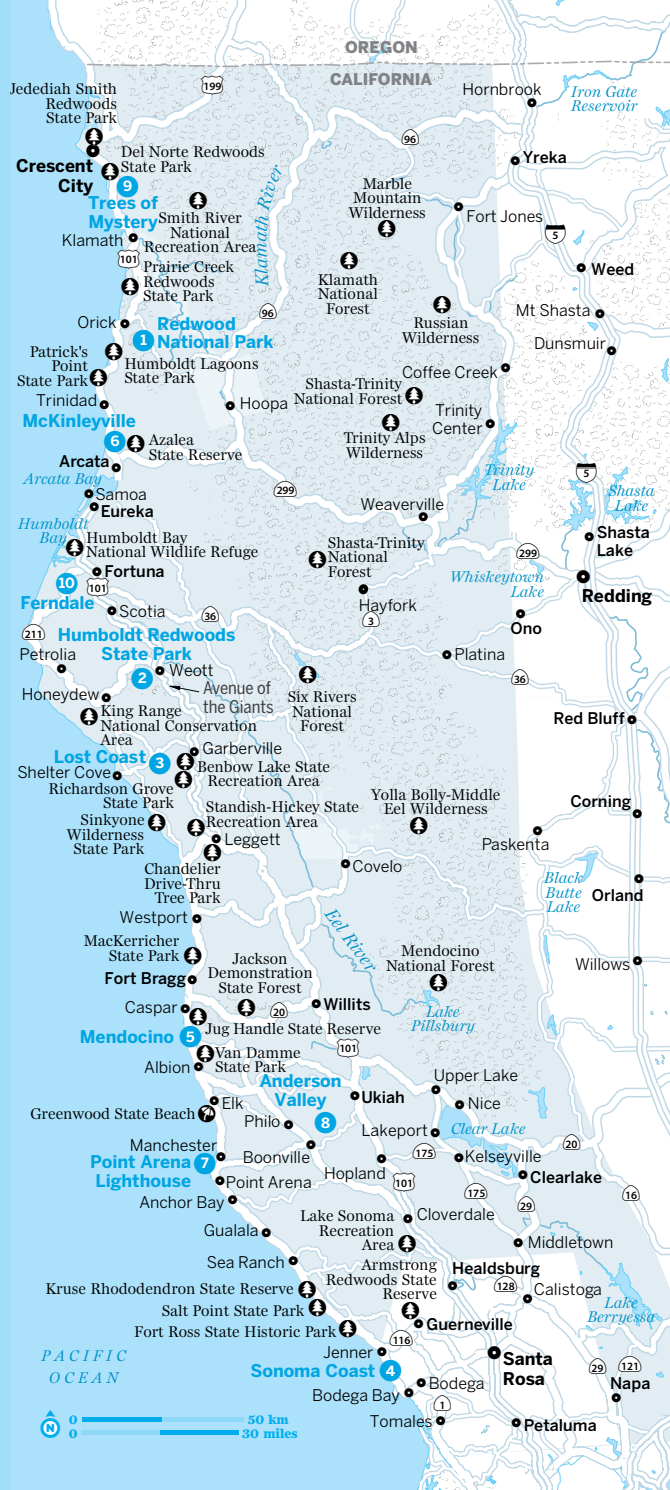 OREGON
CALIFORNIA
199
Hornbrook
Iron Gate
Reservoir
Jedediah Smith
Redwoods
State Park
96
Yreka
Crescent
City
Del Norte Redwoods
State Park
9
Trees of
Mystery
Smith River
National
Recreation Area
Klamath River
Marble
Mountain
Wilderness
Fort Jones
5
Klamath
101
Prairie Creek
Redwoods
State Park
Klamath
National
Forest
Weed
96
Russian
Wilderness
Mt Shasta
Orick
1
Redwood
National Park
Dunsmuir
Patrick's
Point
State Park
Humboldt Lagoons
State Park
Coffee Creek
Trinidad
Hoopa
Shasta-Trinity
National Forest
Trinity
Center
McKinleyville
6
Azalea
State Reserve
Trinity Alps
Wilderness
Arcata
Arcata Bay
Trinity
Lake
5
Samoa
299
Shasta
Lake
Eureka
Weaverville
Humboldt
Bay
Humboldt Bay
National Wildlife Refuge
Shasta-Trinity
National
Forest
Shasta
Lake
299
Fortuna
10
101
Ferndale
Whiskeytown
Lake
Redding
Hayfork
Scotia
36
3
Ono
211
Humboldt Redwoods
State Park
Petrolia
2
Weott
Platina
Avenue of
the Giants
36
Honeydew
Six Rivers
National
Forest
King Range
National Conservation
Area
Red Bluff
Garberville
Lost Coast
3
Benbow Lake State
Recreation Area
Shelter Cove
Richardson Grove
State Park
Yolla Bolly-Middle
Eel Wilderness
Corning
Standish-Hickey State
Recreation Area
Sinkyone
Wilderness
State Park
Leggett
Paskenta
Chandelier
Drive-Thru
Tree Park
Covelo
Black
Butte
Lake
Orland
Westport
Eel River
MacKerricher
State Park
Jackson
Demonstration
State Forest
Mendocino
National Forest
Willows
Fort Bragg
Caspar
20
Willits
Lake
Pillsbury
Jug Handle State Reserve
Mendocino
5
101
Van Damme
State Park
Albion
Anderson
Valley
8
Ukiah
Upper Lake
Elk
Nice
Greenwood State Beach
Philo
Lakeport
Clear Lake
20
Manchester
Boonville
175
Kelseyville
Point Arena
Lighthouse
7
Hopland
101
Clearlake
Point Arena
175
16
Anchor Bay
29
Lake Sonoma
Recreation
Area
Cloverdale
Gualala
Middletown
Sea Ranch
Armstrong
Redwoods State
Reserve
Healdsburg
128
Calistoga
Kruse Rhododendron State Reserve
Salt Point State Park
Lake
Berryessa
Fort Ross State Historic Park
Guerneville
116
PACIFIC
OCEAN
Jenner
Sonoma Coast
4
Santa
Rosa
29
121
Bodega
Napa
Bodega Bay
1
Tomales
Petaluma
N
0
50 km
0
30 miles